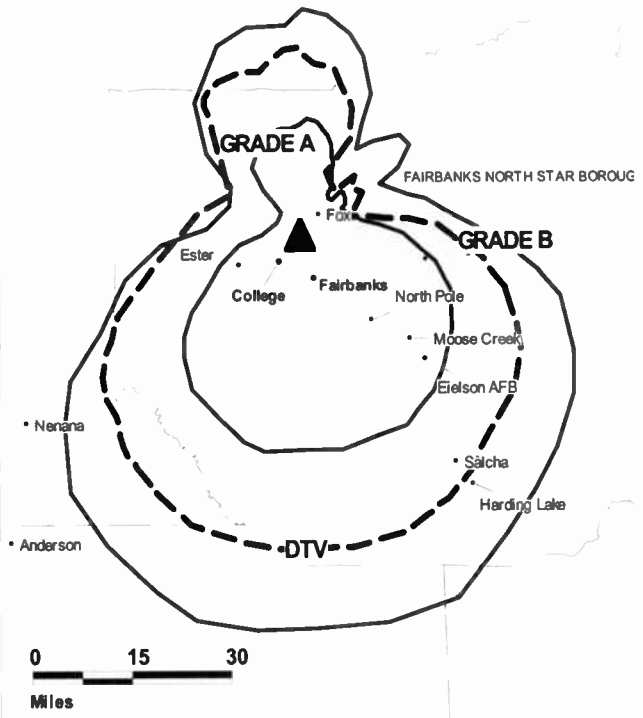 GRADE A
FAIRBANKS NORTH STAR BOROUG
Fox
GRADE B
Ester
College
Fairbanks
North Pole
Moose Creek
Eielson AFB
Nenana
Salcha
Harding Lake
Anderson
DTV
0 15 30
Miles